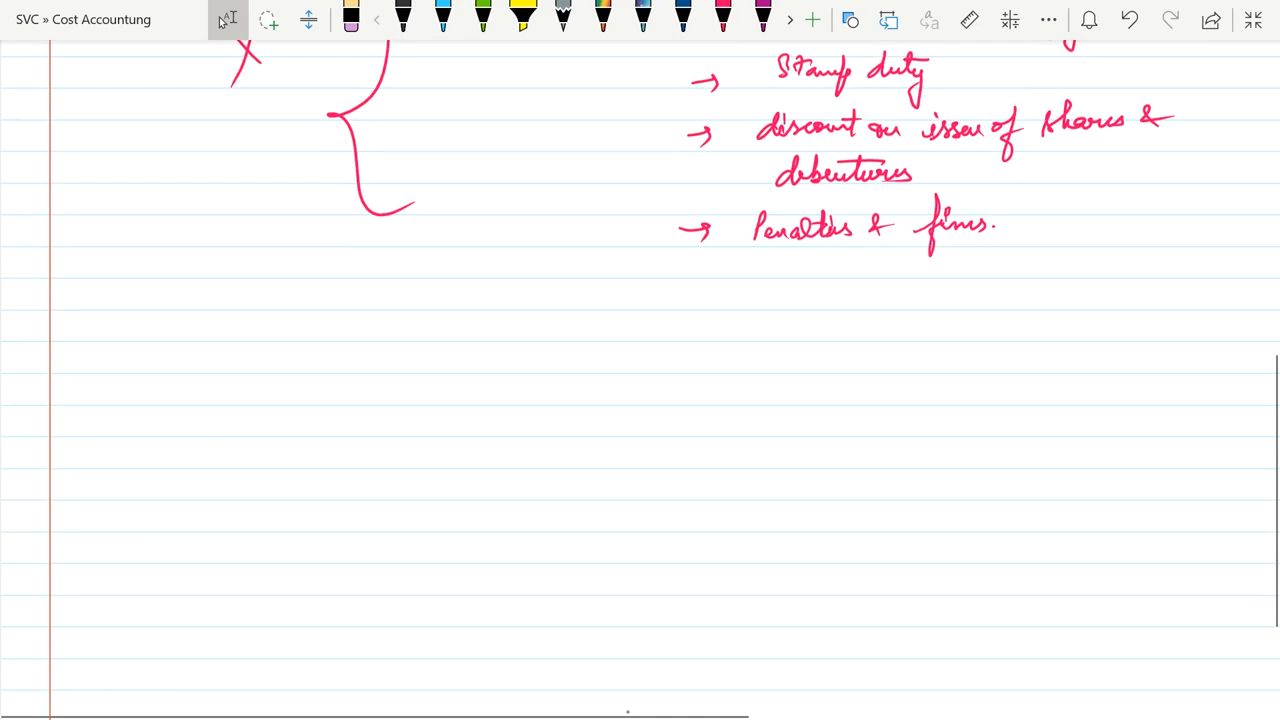 SVC » Cost Accountung
Stamp duty
discount on issue of shares &
debentures
Penalties & fines.